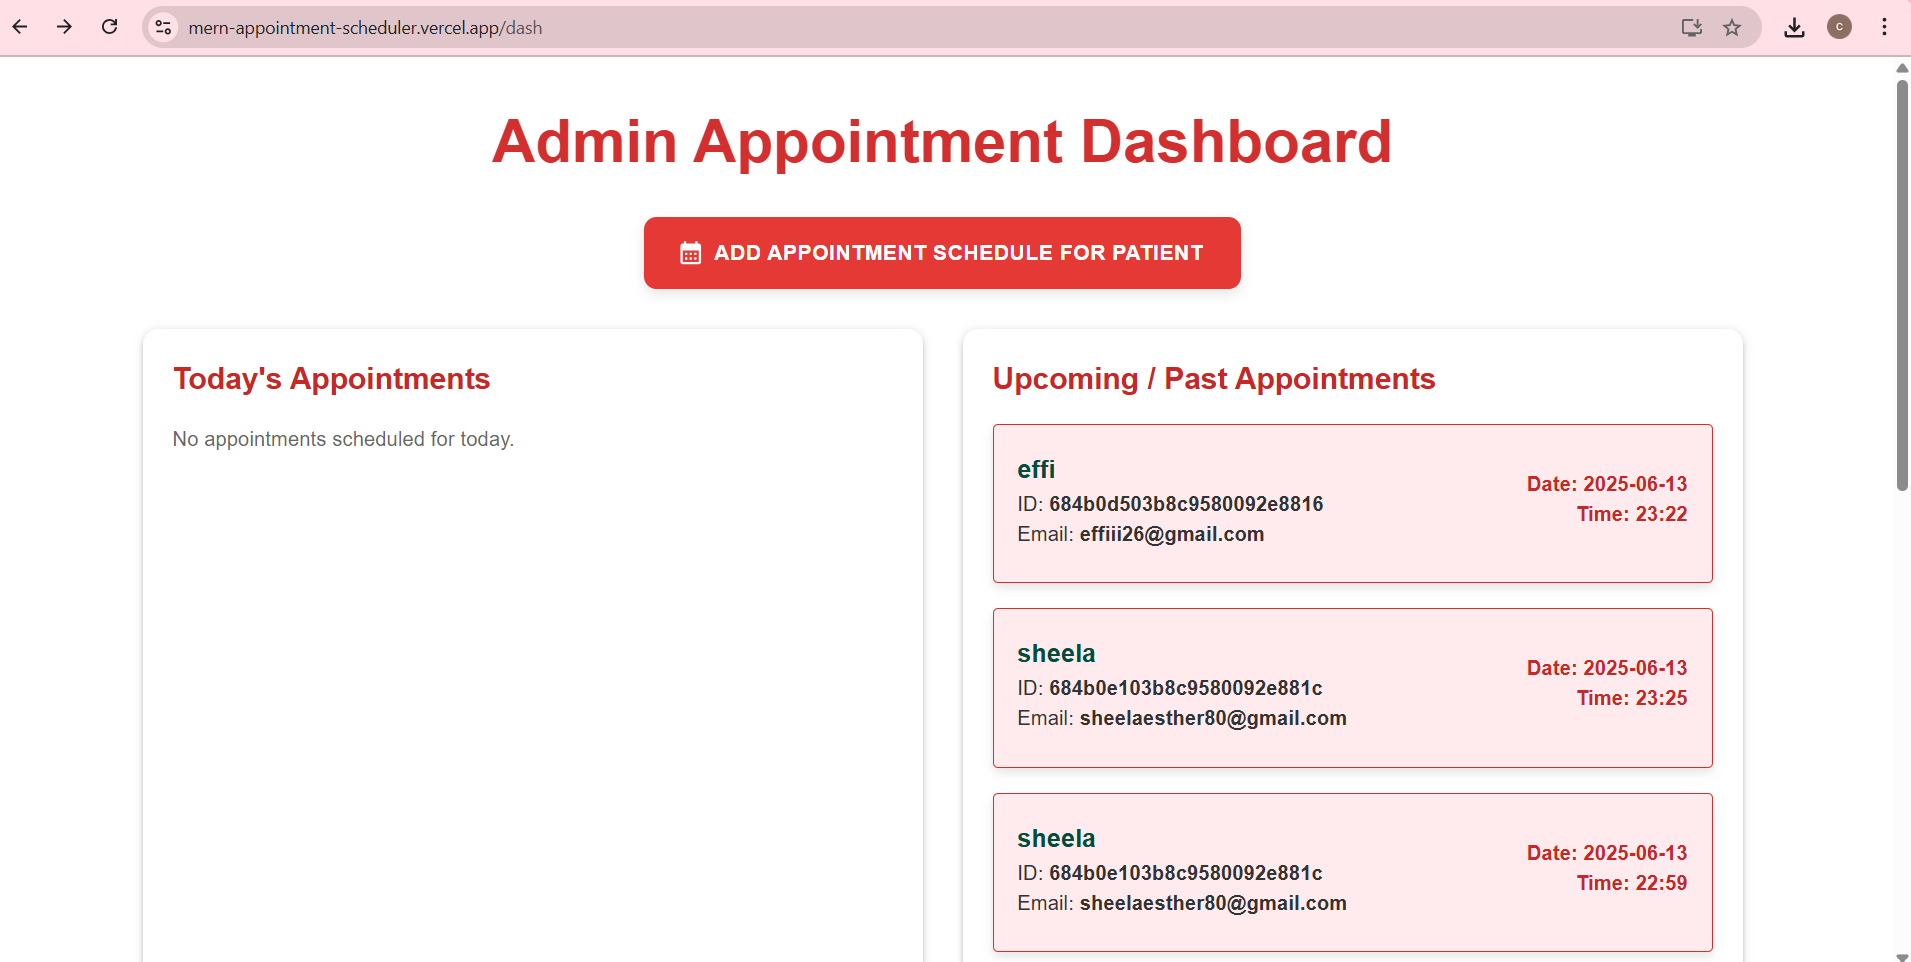 mern-appointment-scheduler.vercel.app/dash
c
Admin Appointment Dashboard
ADD APPOINTMENT SCHEDULE FOR PATIENT
Today's Appointments
No appointments scheduled for today.
Upcoming / Past Appointments
effi
ID: 684b0d503b8c9580092e8816
Email: effiii26@gmail.com
Date: 2025-06-13
Time: 23:22
sheela
ID: 684b0e103b8c9580092e881c
Email: sheelaesther80@gmail.com
Date: 2025-06-13
Time: 23:25
sheela
ID: 684b0e103b8c9580092e881c
Email: sheelaesther80@gmail.com
Date: 2025-06-13
Time: 22:59